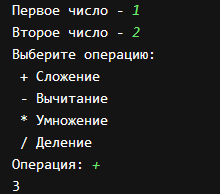 Первое число - 1
Второе число - 2
Выберите операцию:
+ Сложение
- Вычитание
* Умножение
/ Деление
Операция: +
3